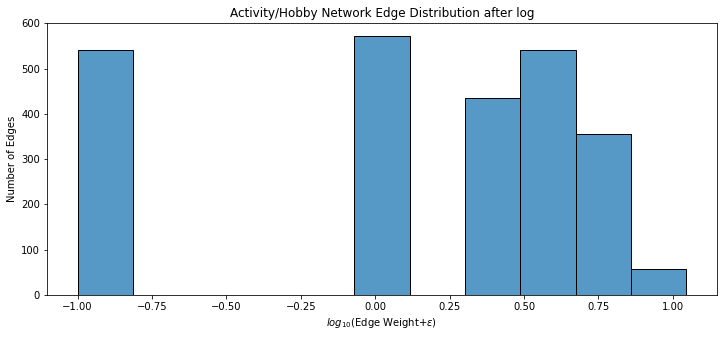 Activity/Hobby Network Edge Distribution after log
600
500
400
300
200
100
0
Number of Edges
−1.00 −0.75 −0.50 −0.25 0.00 0.25 0.50 0.75 1.00
log₁₀(Edge Weight+ε)